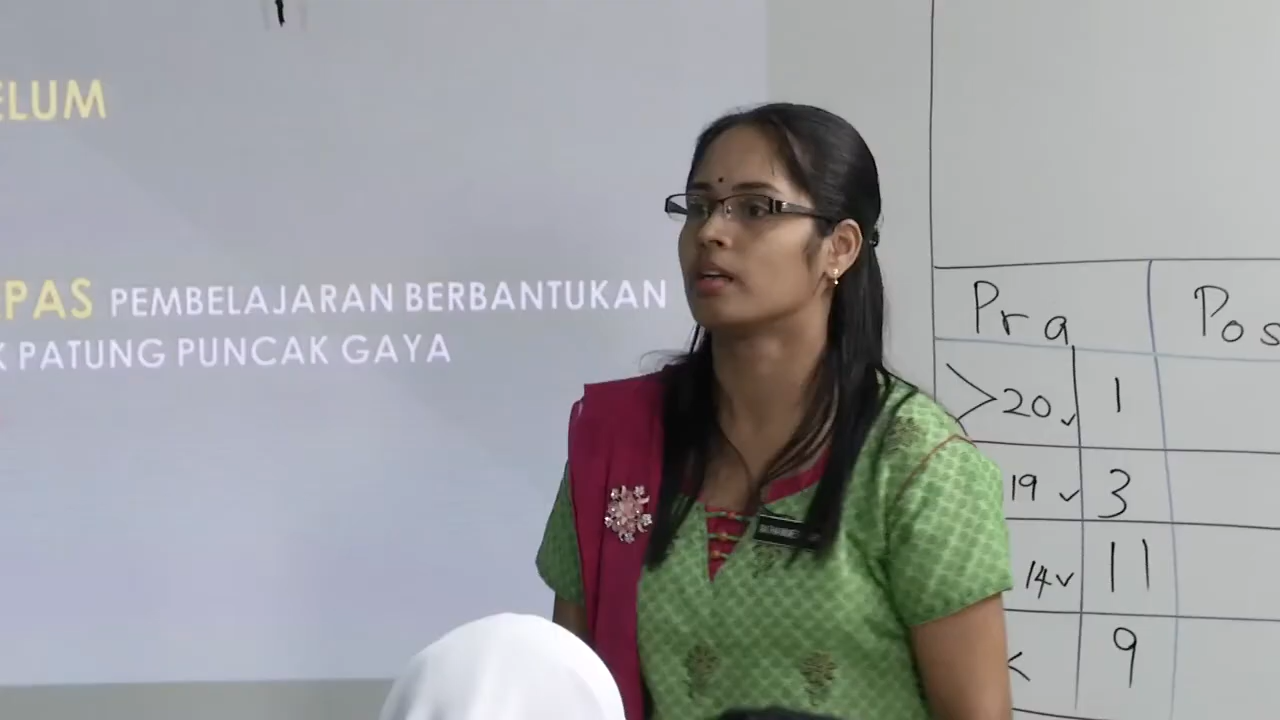 ELUM
PAS PEMBELAJARAN BERBANTUKAN
K PATUNG PUNCAK GAYA
Pra Pos
>20 ✓ 1
19 ✓ 3
14 ✓ 11
< 9